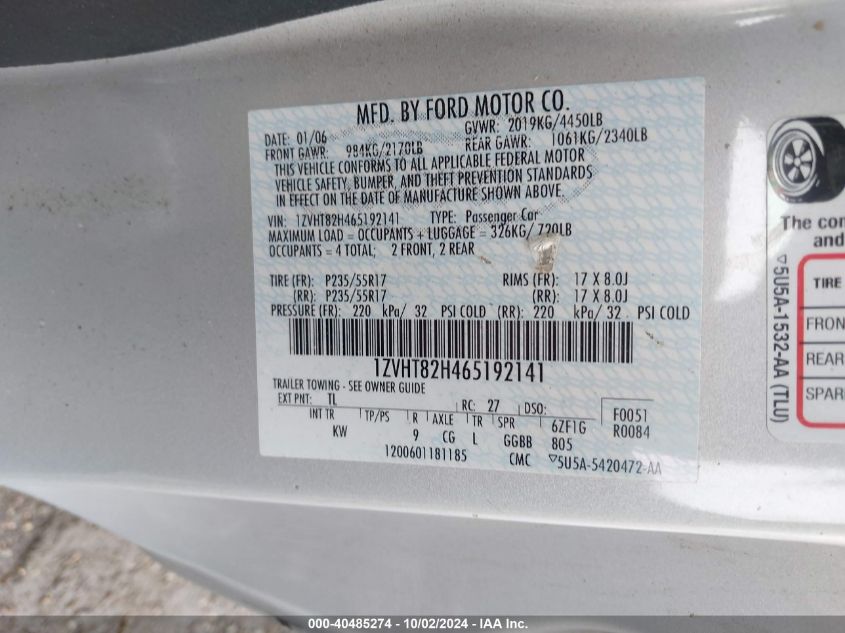 MFD. BY FORD MOTOR CO.
DATE: 01/06 GVWR: 2019KG/4450LB
FRONT GAWR: 984KG/2170LB REAR GAWR: 1061KG/2340LB
THIS VEHICLE CONFORMS TO ALL APPLICABLE FEDERAL MOTOR
VEHICLE SAFETY, BUMPER, AND THEFT PREVENTION STANDARDS
IN EFFECT ON THE DATE OF MANUFACTURE SHOWN ABOVE.
VIN: 1ZVHT82H465192141 TYPE: Passenger Car
MAXIMUM LOAD = OCCUPANTS + LUGGAGE = 326KG/720LB
OCCUPANTS = 4 TOTAL; 2 FRONT, 2 REAR
TIRE (FR): P235/55R17 RIMS (FR): 17 X 8.0J
(RR): P235/55R17 (RR): 17 X 8.0J
PRESSURE (FR): 220 kPa/ 32 PSI COLD (RR): 220 kPa/ 32 PSI COLD
1ZVHT82H465192141
TRAILER TOWING - SEE OWNER GUIDE
EXT PNT: TL RC: 27 DSO: F0051
INT TR TP/PS R AXLE TR SPR 6ZF1G R0084
KW 9 CG L GGBB 805
1200601181185 CMC ▽5U5A-5420472-AA
The con
and
▽5U5A-1532-AA (TLU)
TIRE
FRON
REAR
SPAR
000-40485274 - 10/02/2024 - IAA Inc.